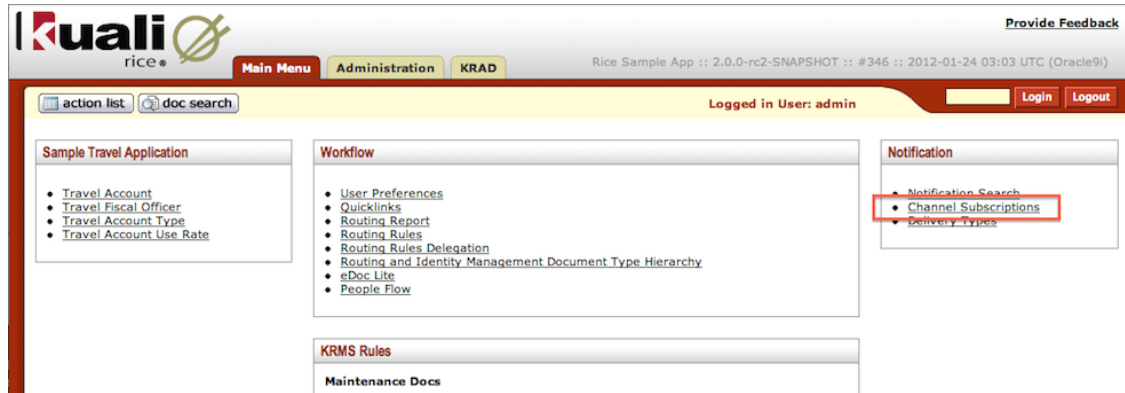 Kuali
rice
Provide Feedback
Main Menu
Administration
KRAD
Rice Sample App :: 2.0.0-rc2-SNAPSHOT :: #346 :: 2012-01-24 03:03 UTC (Oracle9i)
action list
doc search
Logged in User: admin
Login
Logout
Sample Travel Application
Travel Account
Travel Fiscal Officer
Travel Account Type
Travel Account Use Rate
Workflow
User Preferences
Quicklinks
Routing Report
Routing Rules
Routing Rules Delegation
Routing and Identity Management Document Type Hierarchy
eDoc Lite
People Flow
Notification
Notification Search
Channel Subscriptions
Delivery Types
KRMS Rules
Maintenance Docs